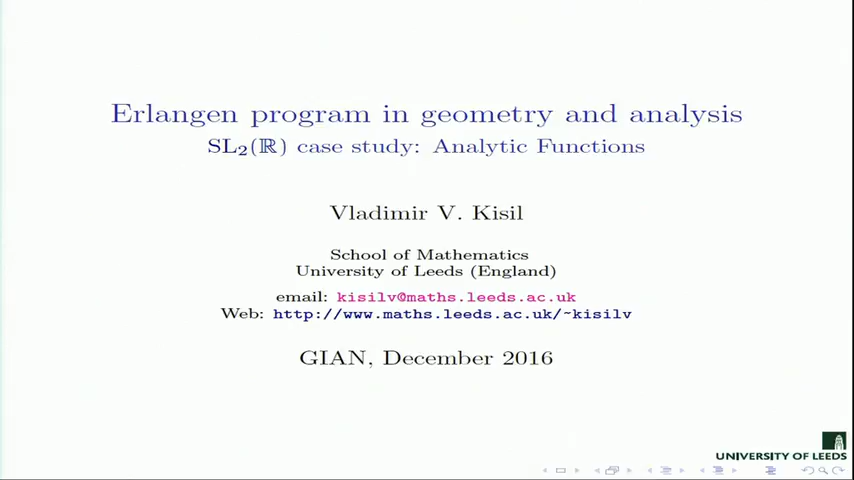 Erlangen program in geometry and analysis
SL₂(ℝ) case study: Analytic Functions
Vladimir V. Kisil
School of Mathematics
University of Leeds (England)
email: kisilv@maths.leeds.ac.uk
Web: http://www.maths.leeds.ac.uk/~kisilv
GIAN, December 2016
UNIVERSITY OF LEEDS